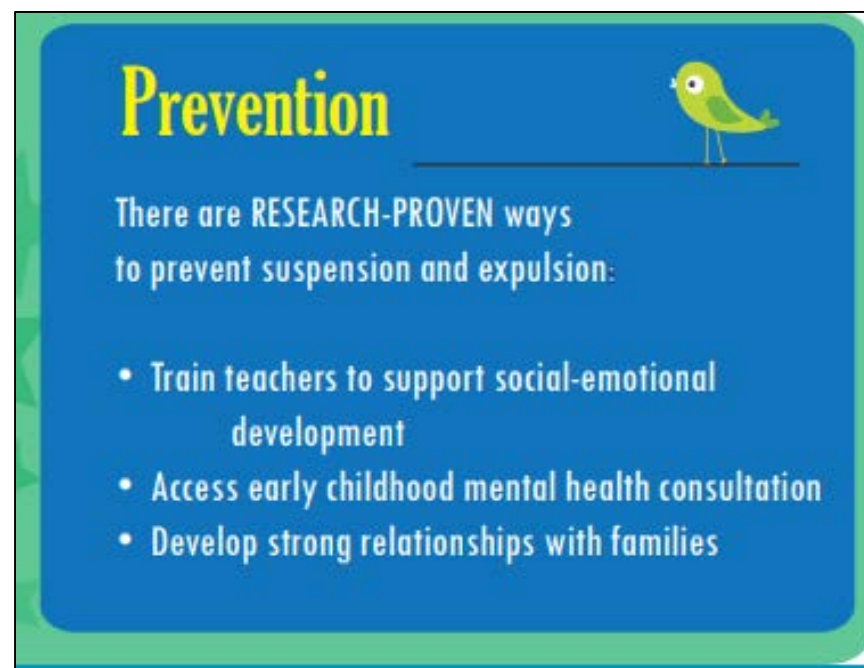 Prevention
There are RESEARCH-PROVEN ways
to prevent suspension and expulsion:
• Train teachers to support social-emotional
development
• Access early childhood mental health consultation
• Develop strong relationships with families